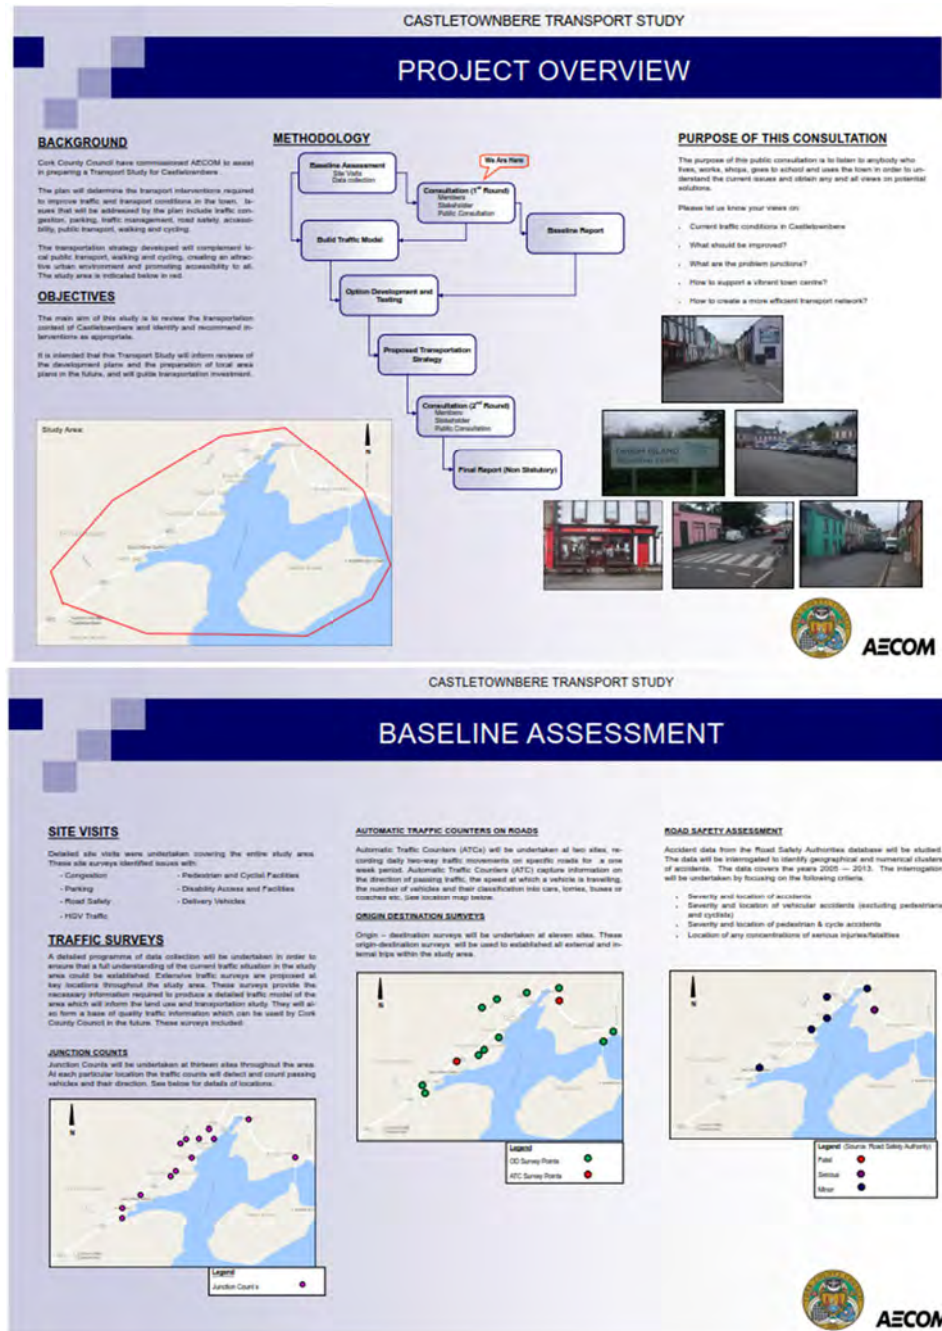 CASTLETOWNBERE TRANSPORT STUDY
PROJECT OVERVIEW
BACKGROUND
Cork County Council have commissioned AECOM to assist
in preparing a Transport Study for Castletownbere
The plan will determine the transport interventions required
to improve traffic and transport conditions in the town. Is-
sues that will be addressed by the plan include traffic con-
gestion, parking, traffic management, road safety, accessi-
bility, public transport, walking and cycling.
The transportation strategy developed will complement lo-
cal public transport, walking and cycling, creating an attrac-
tive urban environment and promoting accessibility to all.
The study area is indicated below in red.
OBJECTIVES
The main aim of this study is to review the transportation
context of Castletownbere and identify and recommend in-
terventions as appropriate.
It is intended that the Transport Study will inform reviews of
the development plans and the preparation of local area
plans in the future, and will guide transportation investment.
Study Area:
N
METHODOLOGY
Baseline Assessment
Site Visits
Data collection
We Are Here
Consultation (1st Round)
Members
Stakeholder
Public Consultation
Build Traffic Model
Baseline Report
Option Development and
Testing
Proposed Transportation
Strategy
Consultation (2nd Round)
Members
Stakeholder
Public Consultation
Final Report (Non Statutory)
PURPOSE OF THIS CONSULTATION
The purpose of this public consultation is to listen to anybody who
lives, works, shops, goes to school and uses the town in order to un-
derstand the current issues and obtain any and all views on potential
solutions.
Please let us know your views on:
Current traffic conditions in Castletownbere
What should be improved?
What are the problem junctions?
How to support a vibrant town centre?
How to create a more efficient transport network?
DINISH ISLAND
AECOM
CASTLETOWNBERE TRANSPORT STUDY
BASELINE ASSESSMENT
SITE VISITS
Detailed site visits were undertaken covering the entire study area.
These site surveys identified issues with:
- Congestion
- Parking
- Road Safety
- HGV Traffic
- Pedestrian and Cyclist Facilities
- Disability Access and Facilities
- Delivery Vehicles
TRAFFIC SURVEYS
A detailed programme of data collection will be undertaken in order to
ensure that a full understanding of the current traffic situation in the study
area could be established. Extensive traffic surveys are proposed at
key locations throughout the study area. These surveys provide the
necessary information required to produce a detailed traffic model of the
area which will inform the land use and transportation study. They will al-
so form a base of quality traffic information which can be used by Cork
County Council in the future. These surveys included:
JUNCTION COUNTS
Junction Counts will be undertaken at thirteen sites throughout the area.
At each particular location the traffic counts will detect and count passing
vehicles and their direction. See below for details of locations.
N
Legend
Junction Count's
AUTOMATIC TRAFFIC COUNTERS ON ROADS
Automatic Traffic Counters (ATCs) will be undertaken at two sites, re-
cording daily two-way traffic movements on specific roads for a one
week period. Automatic Traffic Counters (ATC) capture information on
the direction of passing traffic, the speed at which a vehicle is travelling,
the number of vehicles and their classification into cars, lorries, buses or
coaches etc. See location map below.
ORIGIN DESTINATION SURVEYS
Origin – destination surveys will be undertaken at eleven sites. These
origin-destination surveys will be used to established all external and in-
ternal trips within the study area.
N
Legend
OD Survey Points
ATC Survey Points
ROAD SAFETY ASSESSMENT
Accident data from the Road Safety Authorities database will be studied.
The data will be interrogated to identify geographical and numerical clusters
of accidents. The data covers the years 2005 — 2013. The interrogation
will be undertaken by focusing on the following criteria.
Severity and location of accidents
Severity and location of vehicular accidents (excluding pedestrians
and cyclists)
Severity and location of pedestrian & cycle accidents
Location of any concentrations of serious injuries/fatalities
N
Legend (Source: Road Safety Authority)
Fatal
Serious
Minor
AECOM